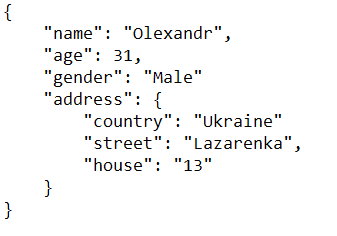 {
    "name": "Olexandr",
    "age": 31,
    "gender": "Male"
    "address": {
        "country": "Ukraine"
        "street": "Lazarenka",
        "house": "13"
    }
}